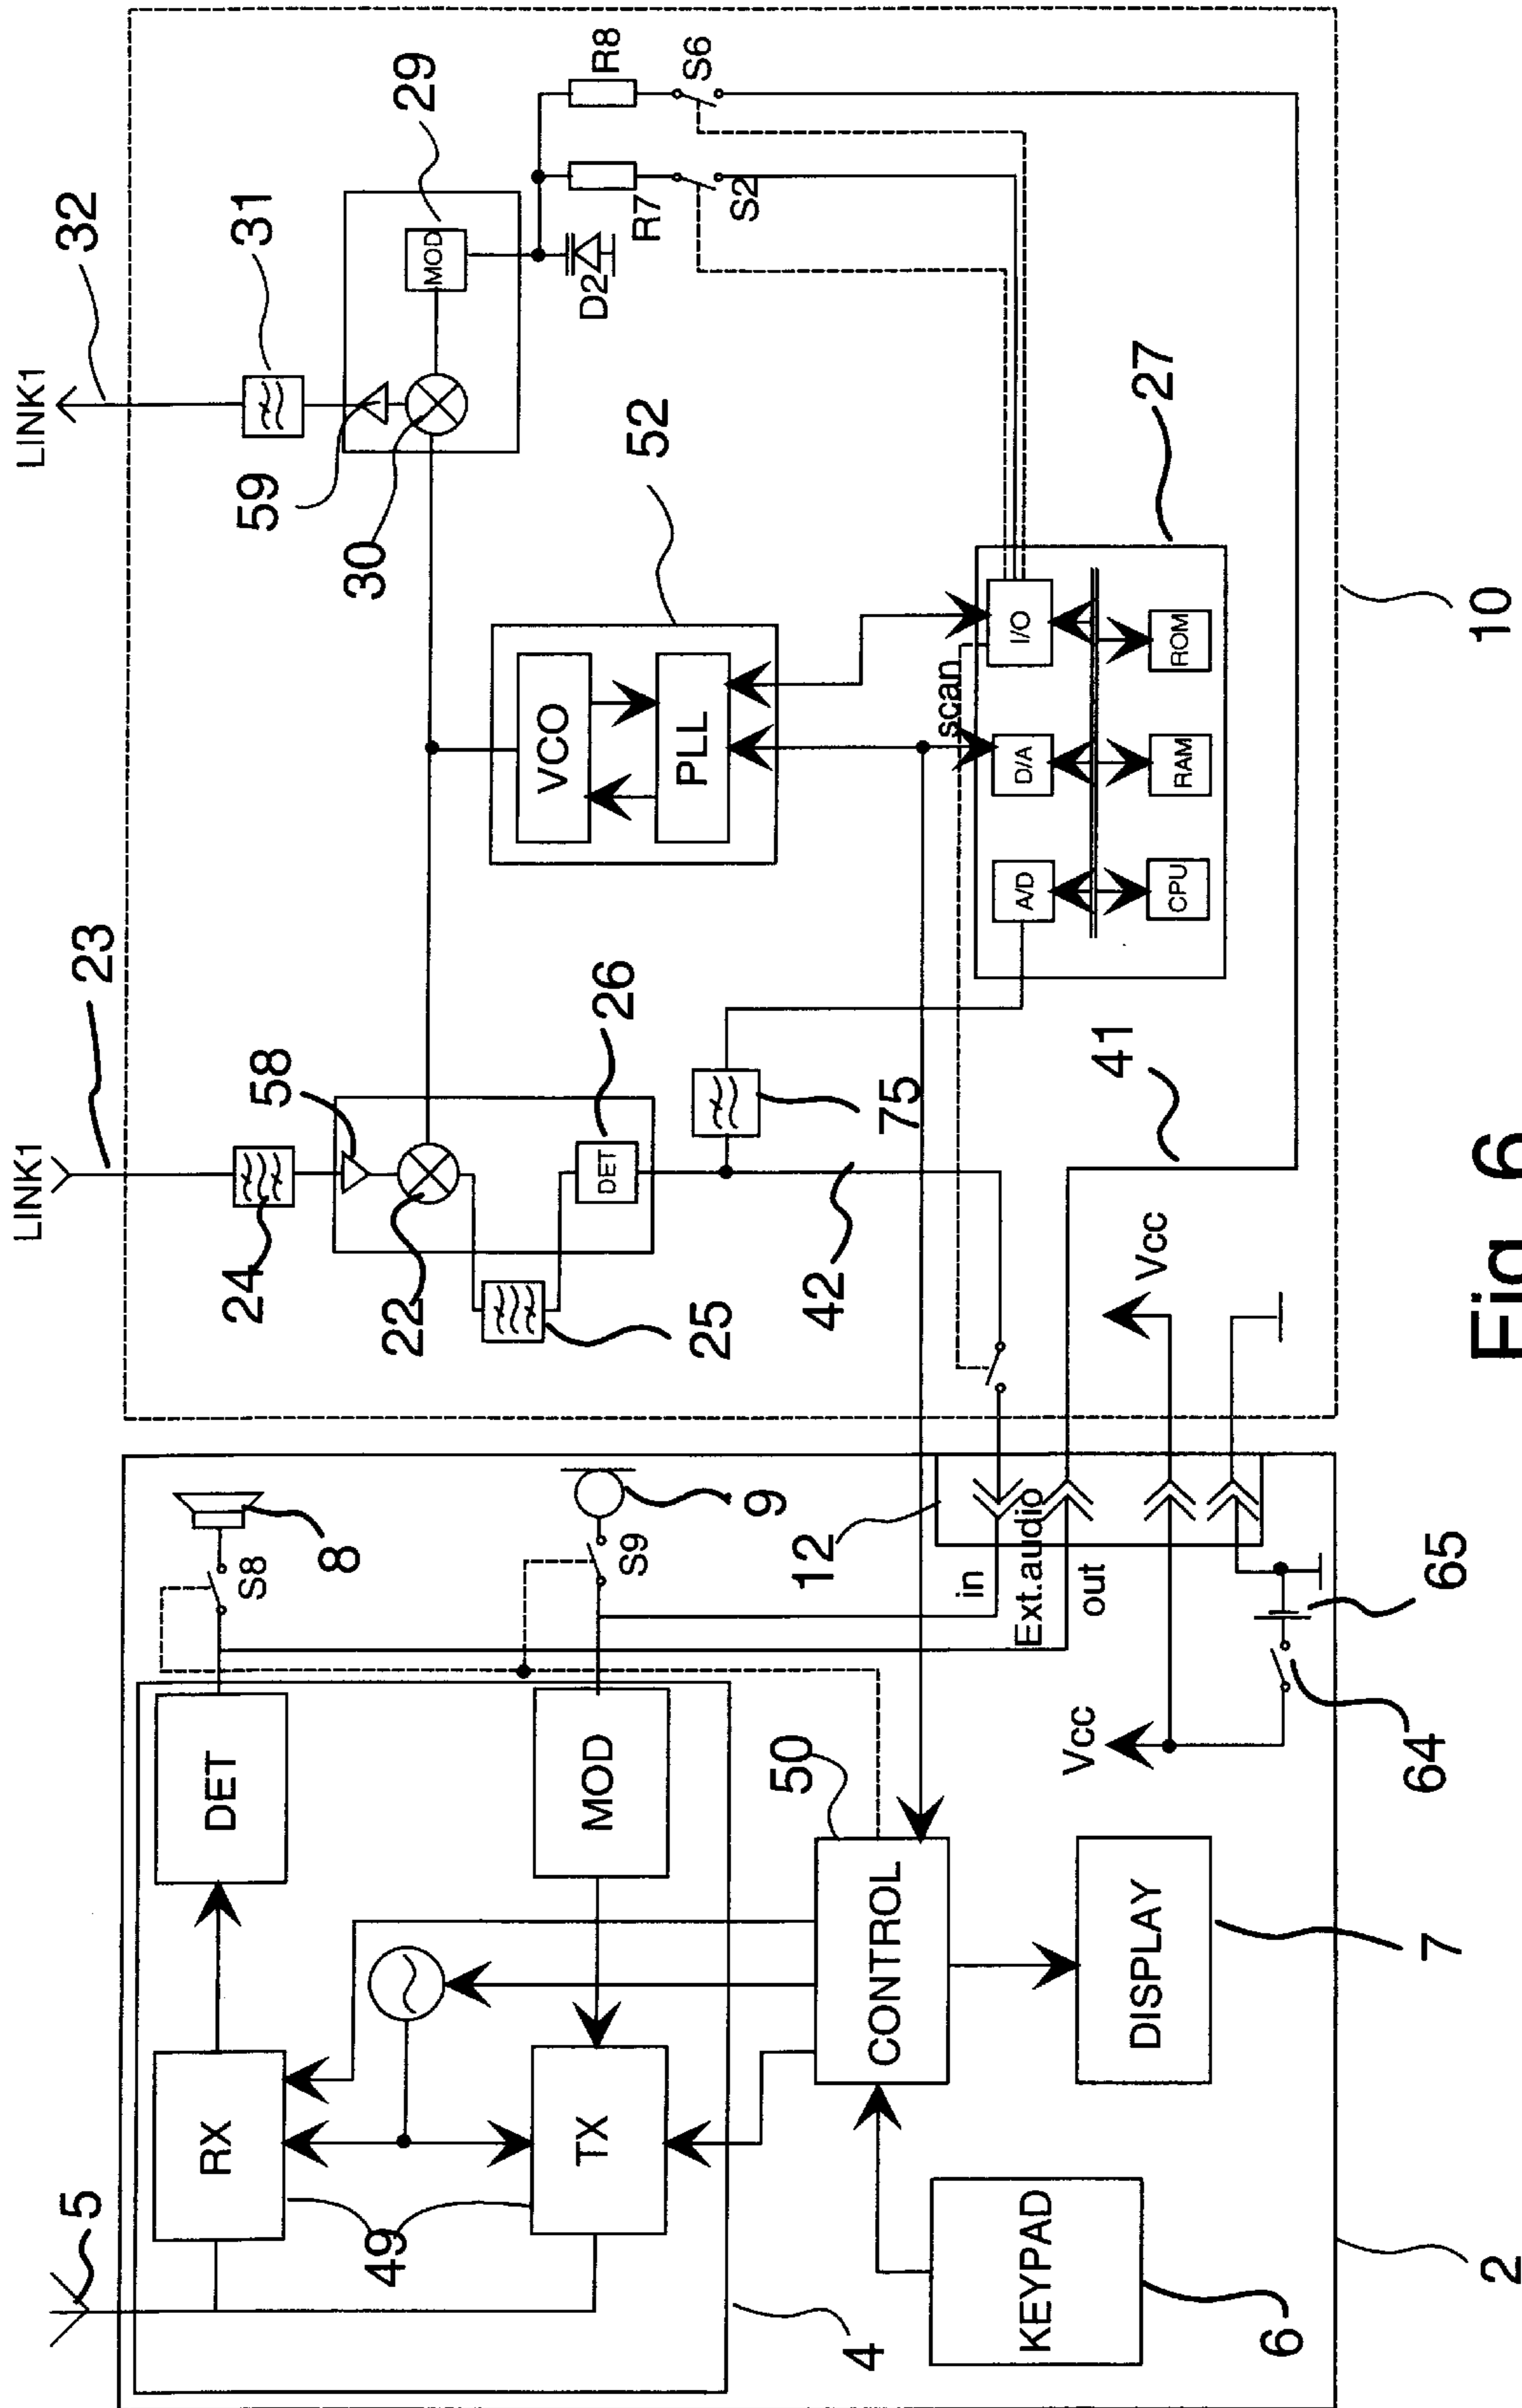 5
49
RX
TX
DET
MOD
S8
8
S9
9
4
KEYPAD
6
CONTROL
50
DISPLAY
7
2
12
in
Ext.audio
out
Vcc
64
65
LINK1
23
24
58
22
25
DET
26
42
75
41
Vcc
VCO
PLL
52
scan
A/D
D/A
I/O
CPU
RAM
ROM
27
LINK1
32
31
59
30
MOD
29
D2
R7
S2
R8
S6
10
Fig. 6